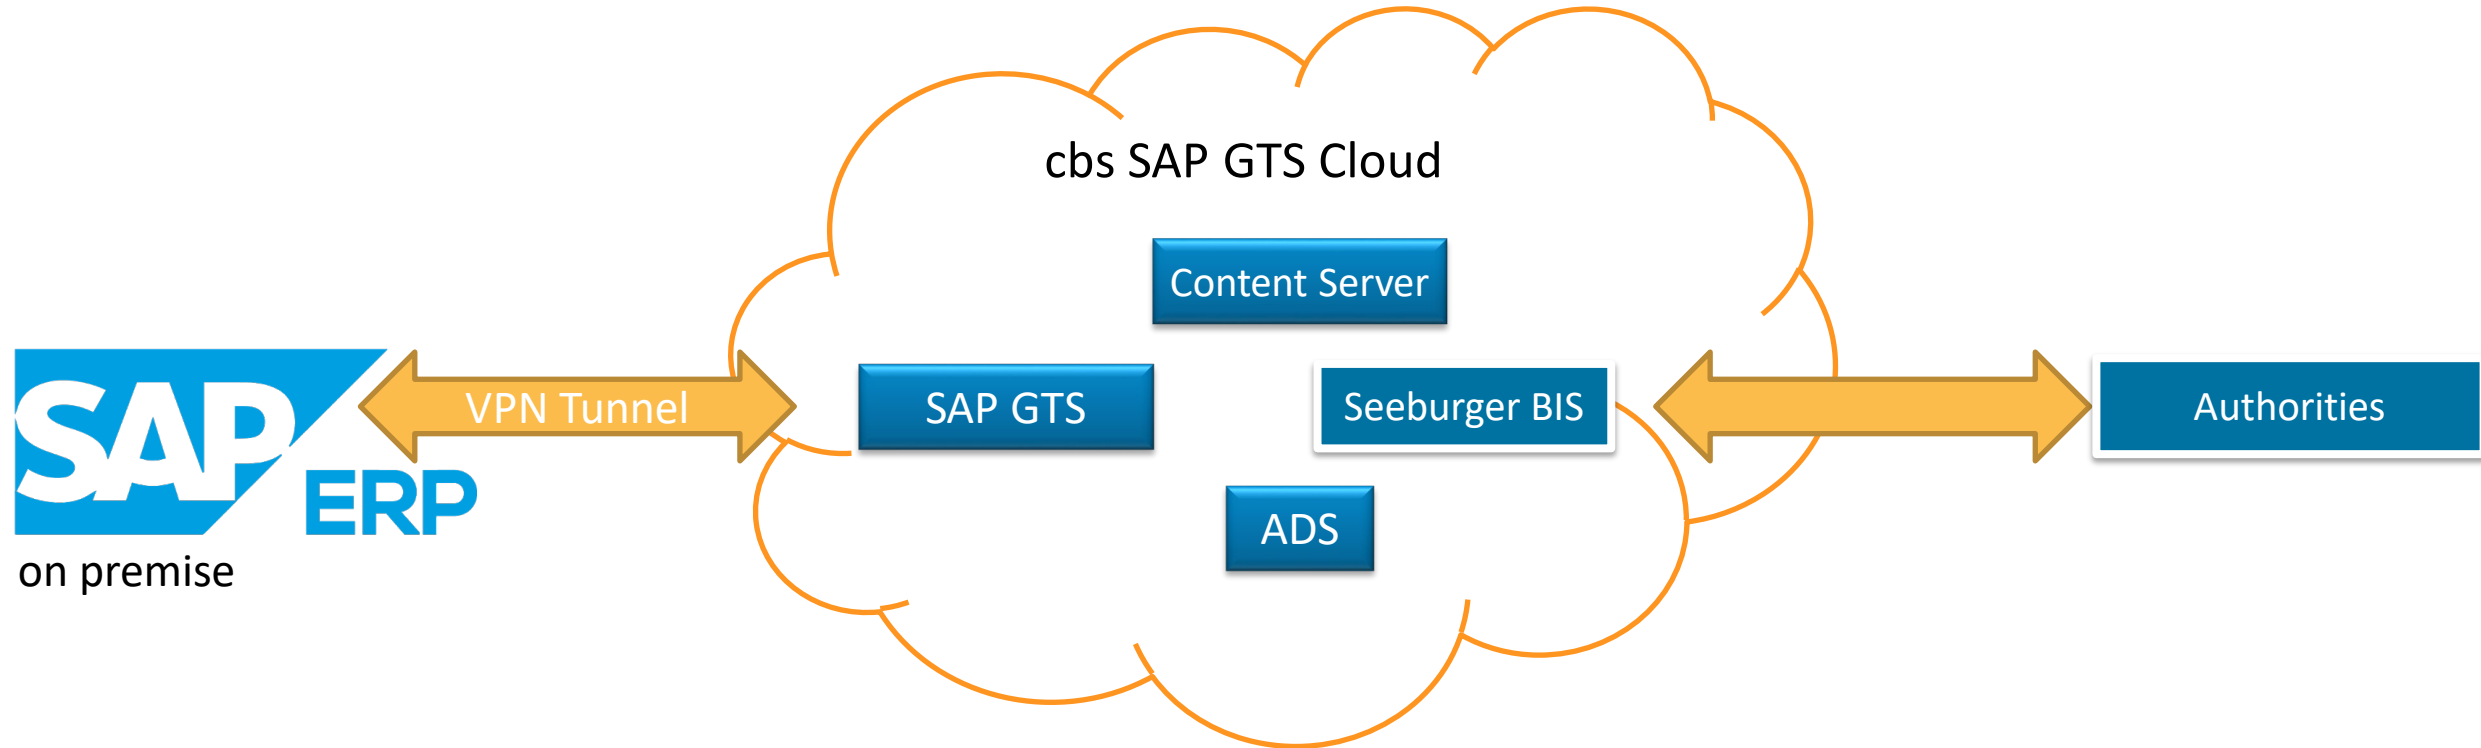 cbs SAP GTS Cloud
Content Server
SAP
ERP
on premise
VPN Tunnel
SAP GTS
Seeburger BIS
Authorities
ADS